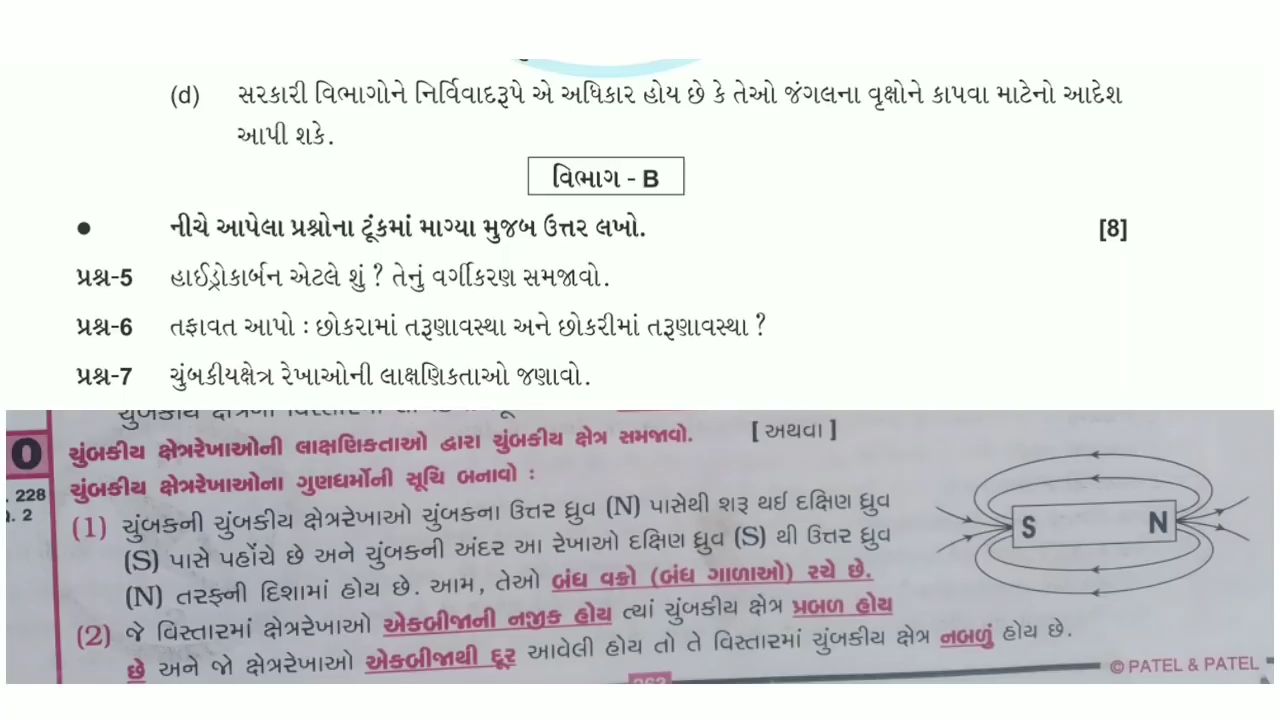 (d) સરકારી વિભાગોને નિર્વિવાદરૂપે એ અધિકાર હોય છે કે તેઓ જંગલના વૃક્ષોને કાપવા માટેનો આદેશ
આપી શકે.
વિભાગ - B
● નીચે આપેલા પ્રશ્નોના ટૂંકમાં માગ્યા મુજબ ઉત્તર લખો. [8]
પ્રશ્ન-5 હાઈડ્રોકાર્બન એટલે શું ? તેનું વર્ગીકરણ સમજાવો.
પ્રશ્ન-6 તફાવત આપો : છોકરામાં તરૂણાવસ્થા અને છોકરીમાં તરૂણાવસ્થા ?
પ્રશ્ન-7 ચુંબકીયક્ષેત્ર રેખાઓની લાક્ષણિકતાઓ જણાવો.
ચુંબકીય ક્ષેત્રરેખાઓની લાક્ષણિકતાઓ દ્વારા ચુંબકીય ક્ષેત્ર સમજાવો. [ અથવા ]
ચુંબકીય ક્ષેત્રરેખાઓના ગુણધર્મોની સૂચિ બનાવો :
(1) ચુંબકની ચુંબકીય ક્ષેત્રરેખાઓ ચુંબકના ઉત્તર ધ્રુવ (N) પાસેથી શરૂ થઈ દક્ષિણ ધ્રુવ
(S) પાસે પહોંચે છે અને ચુંબકની અંદર આ રેખાઓ દક્ષિણ ધ્રુવ (S) થી ઉત્તર ધ્રુવ
(N) તરફની દિશામાં હોય છે. આમ, તેઓ બંધ વક્રો (બંધ ગાળાઓ) રચે છે.
(2) જે વિસ્તારમાં ક્ષેત્રરેખાઓ એકબીજાની નજીક હોય ત્યાં ચુંબકીય ક્ષેત્ર પ્રબળ હોય
છે અને જો ક્ષેત્રરેખાઓ એકબીજાથી દૂર આવેલી હોય તો તે વિસ્તારમાં ચુંબકીય ક્ષેત્ર નબળું હોય છે.
O
228
2
S N
© PATEL & PATEL